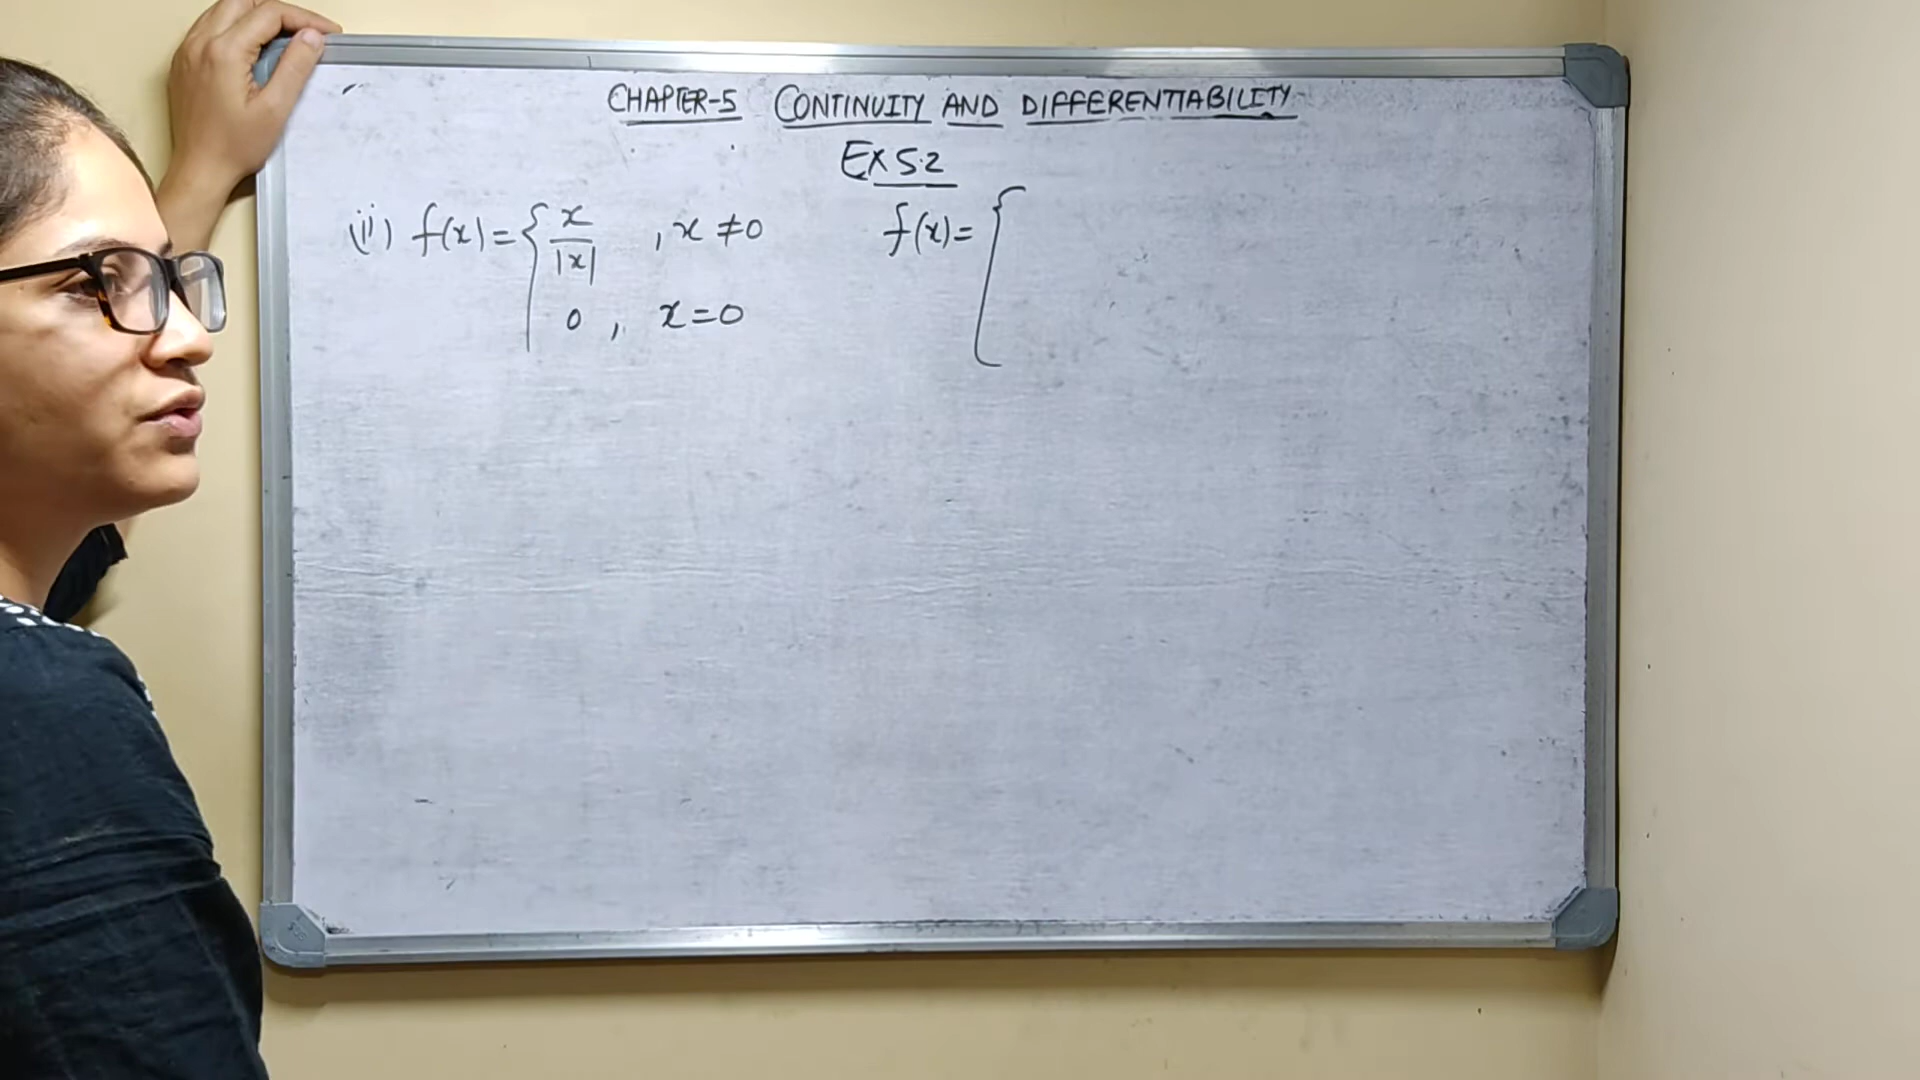 CHAPTER-5 CONTINUITY AND DIFFERENTIABILITY
EX 5.2
(ii) f(x) = { x/|x| , x ≠ 0
0 , x = 0
f(x) = {